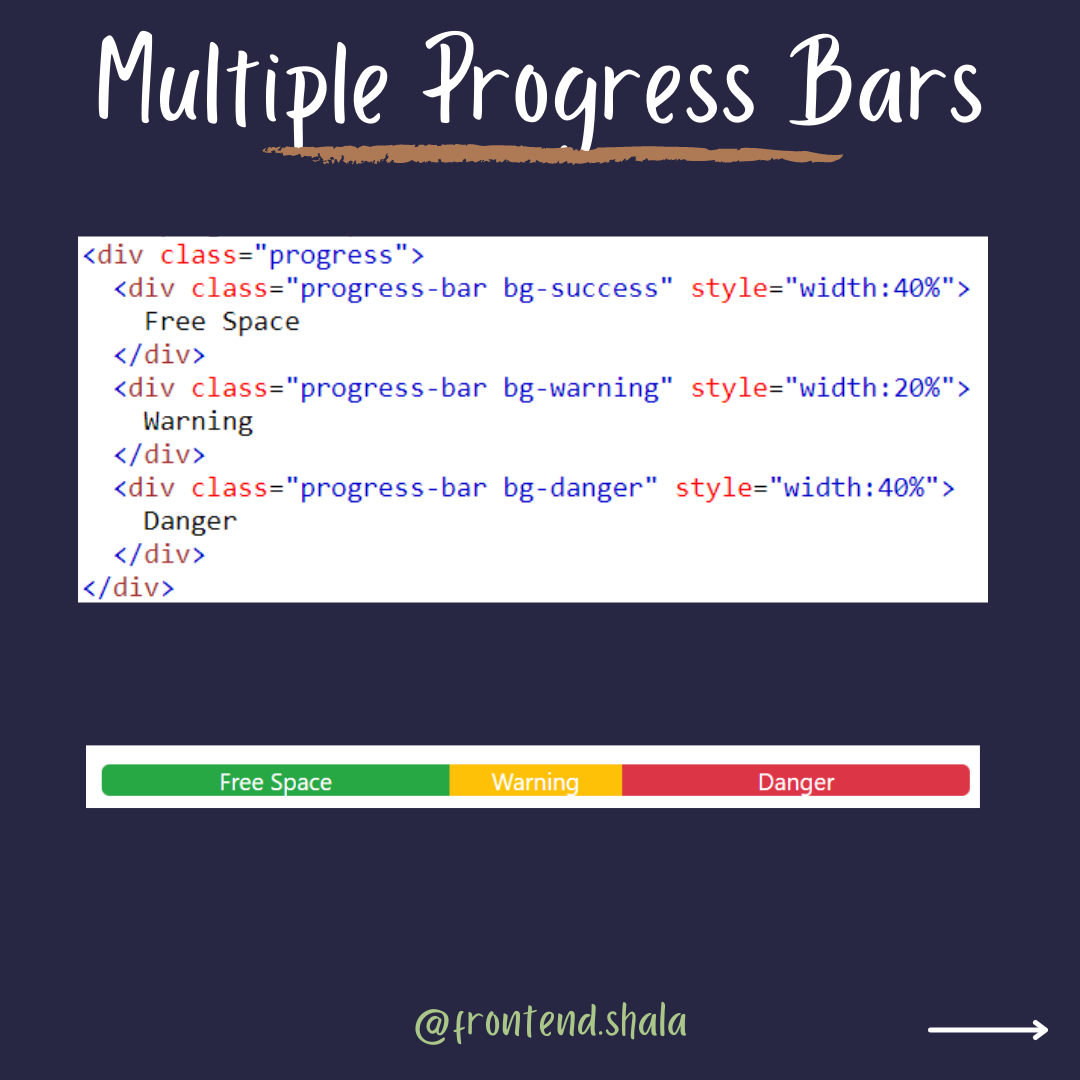 Multiple Progress Bars
<div class="progress">
  <div class="progress-bar bg-success" style="width:40%">
    Free Space
  </div>
  <div class="progress-bar bg-warning" style="width:20%">
    Warning
  </div>
  <div class="progress-bar bg-danger" style="width:40%">
    Danger
  </div>
</div>
Free Space Warning Danger
@frontend.shala